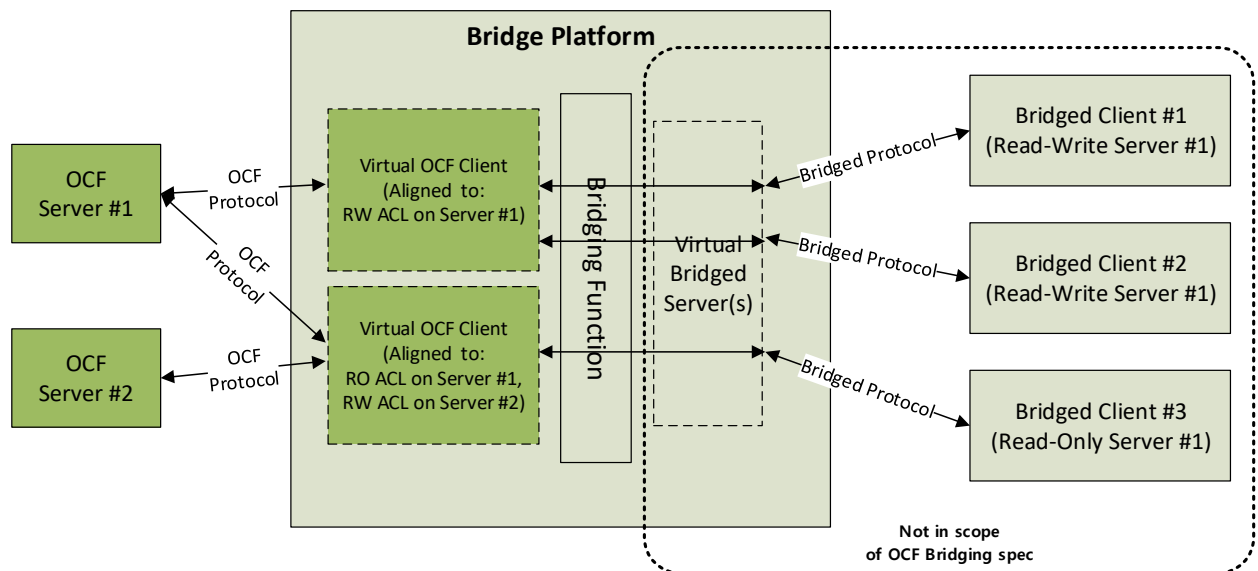 Bridge Platform
OCF
Server #1
OCF
Server #2
OCF
Protocol
OCF
Protocol
OCF
Protocol
Virtual OCF Client
(Aligned to:
RW ACL on Server #1)
Virtual OCF Client
(Aligned to:
RO ACL on Server #1,
RW ACL on Server #2)
Bridging Function
Virtual
Bridged
Server(s)
Bridged Protocol
Bridged Protocol
Bridged Protocol
Bridged Client #1
(Read-Write Server #1)
Bridged Client #2
(Read-Write Server #1)
Bridged Client #3
(Read-Only Server #1)
Not in scope
of OCF Bridging spec